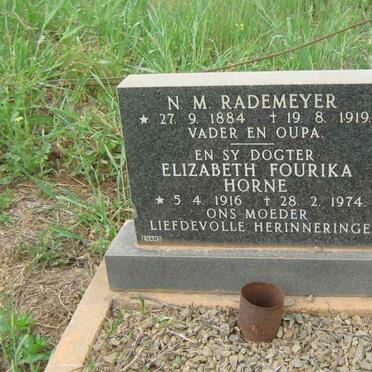 N. M. RADEMEYER
★ 27. 9. 1884 ✝ 19. 8. 1919
VADER EN OUPA.
EN SY DOGTER
ELIZABETH FOURIKA
HORNE
★ 5. 4. 1916 ✝ 28. 2. 1974
ONS MOEDER
LIEFDEVOLLE HERINNERINGE
EVANS